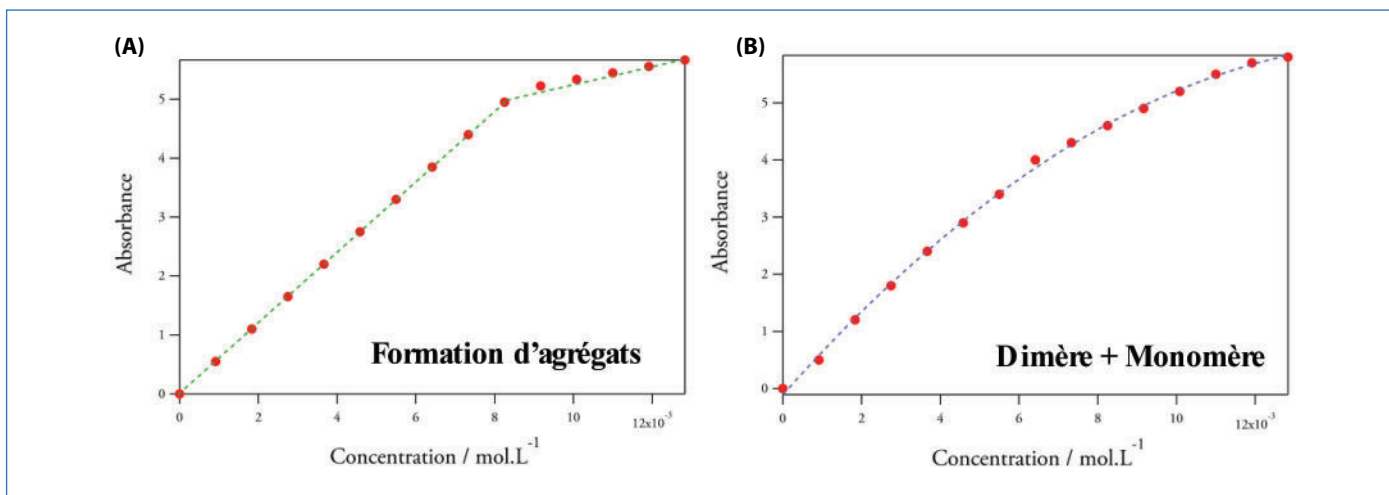 (A)
Absorbance
5
4
3
2
1
0
Formation d'agrégats
0
2
4
6
8
10
12x10⁻³
Concentration / mol.L⁻¹
(B)
Absorbance
5
4
3
2
1
0
Dimère + Monomère
0
2
4
6
8
10
12x10⁻³
Concentration / mol.L⁻¹